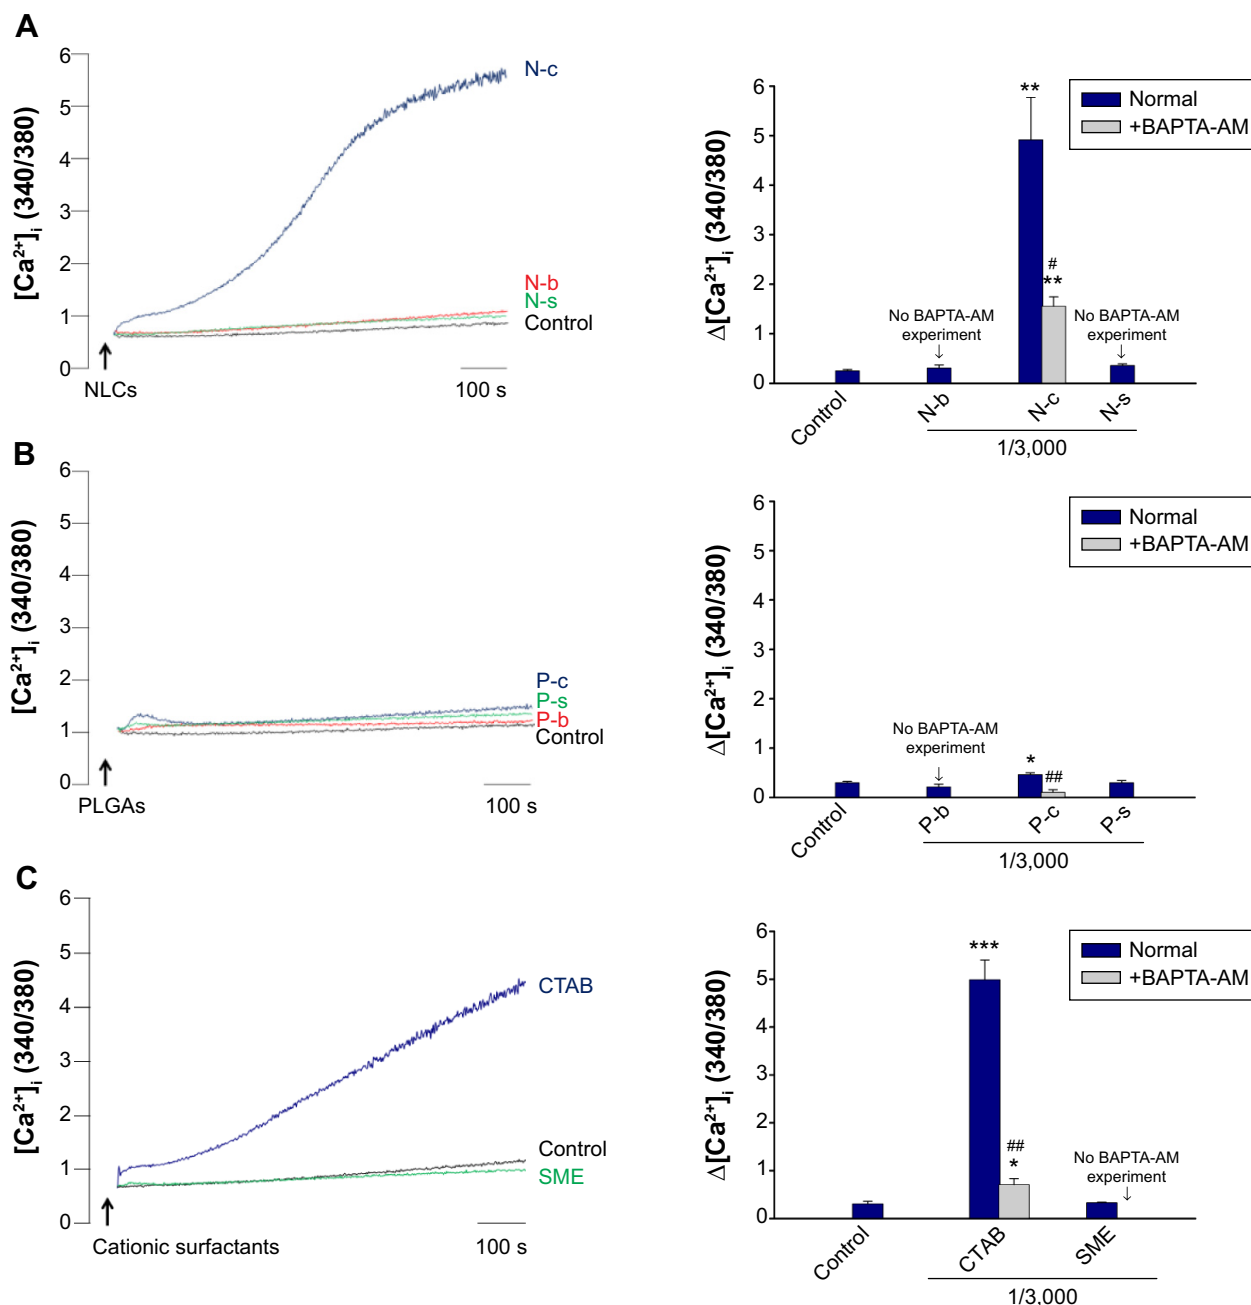 A
[Ca²⁺]ᵢ (340/380)
6
5
4
3
2
1
0
N-c
N-b
N-s
Control
NLCs
100 s
Δ[Ca²⁺]ᵢ (340/380)
6
5
4
3
2
1
0
**
#
**
No BAPTA-AM
experiment
↓
No BAPTA-AM
experiment
↓
Normal
+BAPTA-AM
Control
N-b
N-c
N-s
1/3,000
B
[Ca²⁺]ᵢ (340/380)
6
5
4
3
2
1
0
P-c
P-s
P-b
Control
PLGAs
100 s
Δ[Ca²⁺]ᵢ (340/380)
6
5
4
3
2
1
0
No BAPTA-AM
experiment
↓
*
##
Normal
+BAPTA-AM
Control
P-b
P-c
P-s
1/3,000
C
[Ca²⁺]ᵢ (340/380)
6
5
4
3
2
1
0
CTAB
Control
SME
Cationic surfactants
100 s
Δ[Ca²⁺]ᵢ (340/380)
6
5
4
3
2
1
0
***
##
*
No BAPTA-AM
experiment ↓
Normal
+BAPTA-AM
Control
CTAB
SME
1/3,000